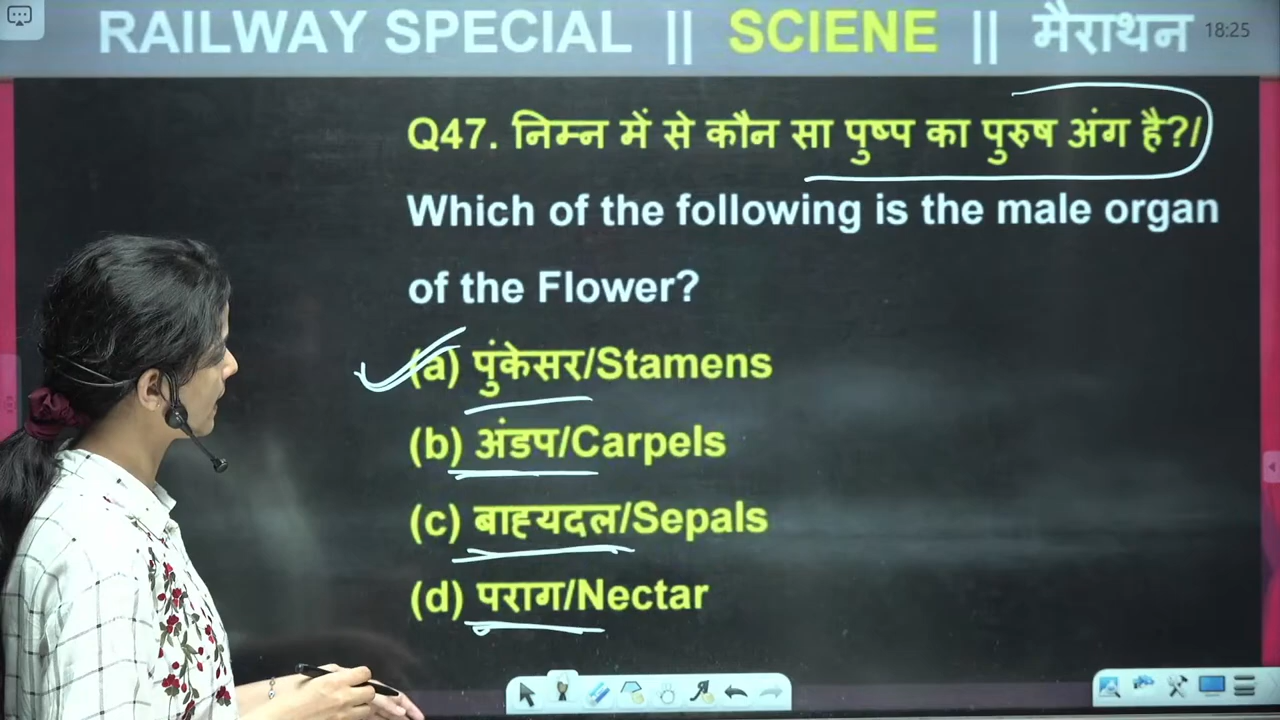 RAILWAY SPECIAL || SCIENE || मैराथन 18:25
Q47. निम्न में से कौन सा पुष्प का पुरुष अंग है?/
Which of the following is the male organ
of the Flower?
(a) पुंकेसर/Stamens
(b) अंडप/Carpels
(c) बाह्यदल/Sepals
(d) पराग/Nectar